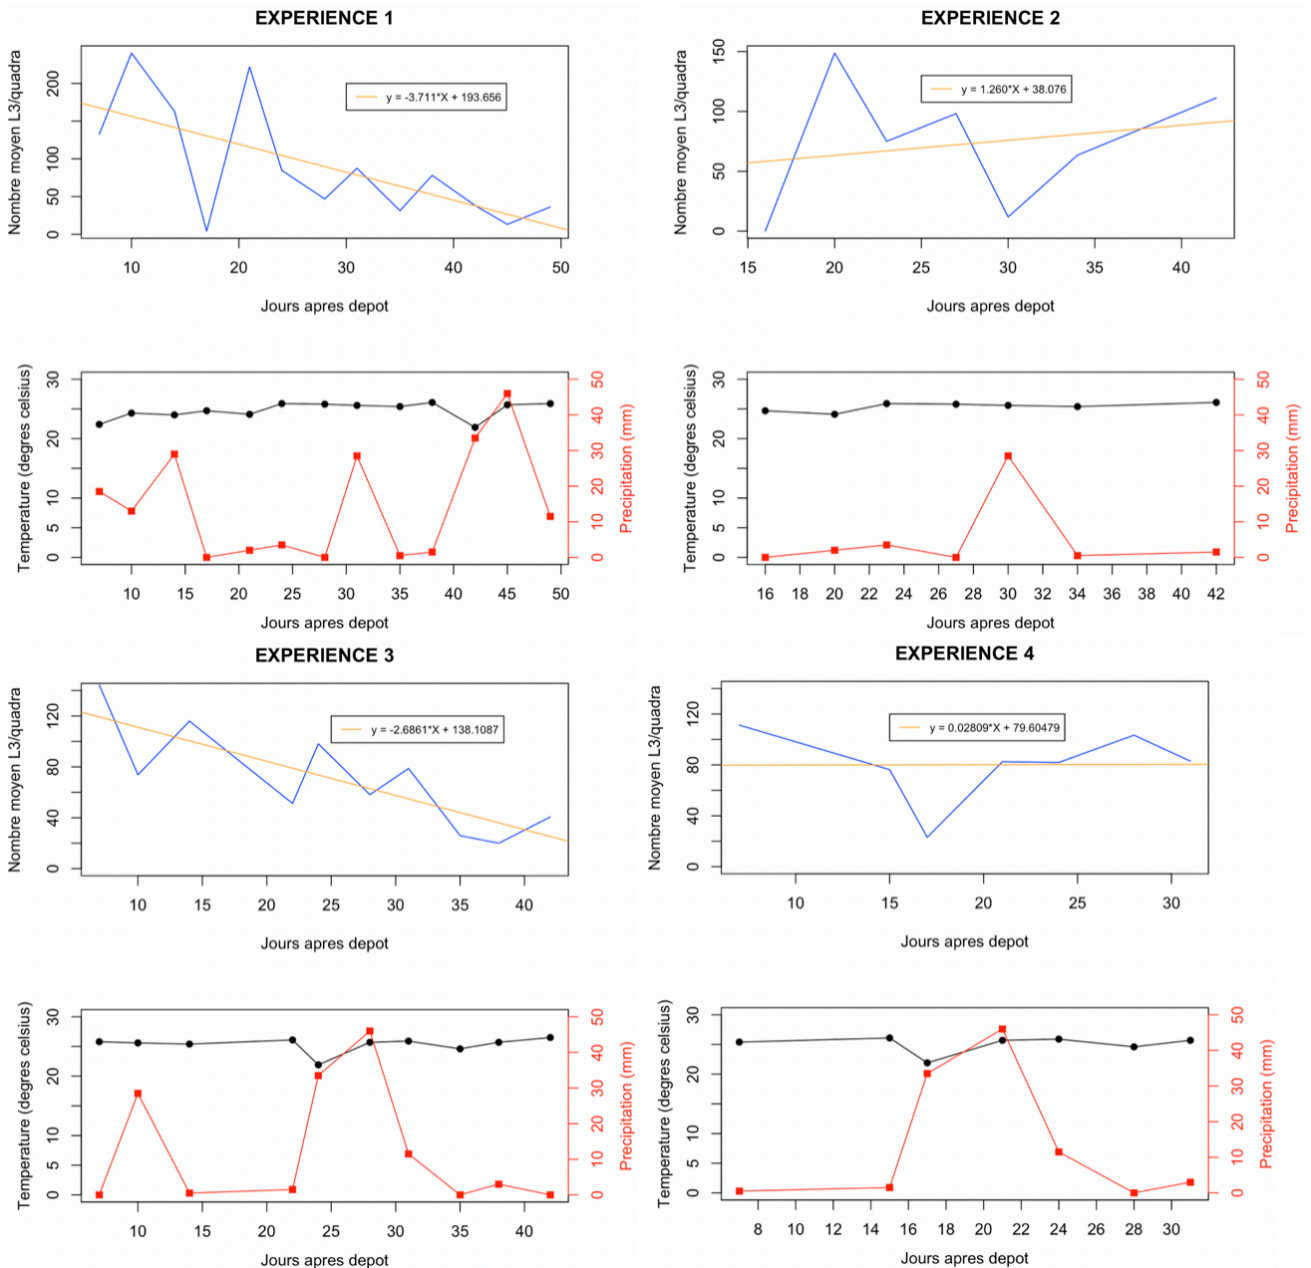 EXPERIENCE 1
Nombre moyen L3/quadra
0 50 100 200
y = -3.711*X + 193.656
10 20 30 40 50
Jours apres depot
Temperature (degres celsius)
0 5 10 20 30
0 10 20 30 40 50
Precipitation (mm)
10 15 20 25 30 35 40 45 50
Jours apres depot
EXPERIENCE 2
Nombre moyen L3/quadra
0 50 100 150
y = 1.260*X + 38.076
15 20 25 30 35 40
Jours apres depot
Temperature (degres celsius)
0 5 10 20 30
0 10 20 30 40 50
Precipitation (mm)
16 18 20 22 24 26 28 30 32 34 36 38 40 42
Jours apres depot
EXPERIENCE 3
Nombre moyen L3/quadra
0 40 80 120
y = -2.6861*X + 138.1087
10 15 20 25 30 35 40
Jours apres depot
Temperature (degres celsius)
0 5 10 20 30
0 10 20 30 40 50
Precipitation (mm)
10 15 20 25 30 35 40
Jours apres depot
EXPERIENCE 4
Nombre moyen L3/quadra
0 40 80 120
y = 0.02809*X + 79.60479
10 15 20 25 30
Jours apres depot
Temperature (degres celsius)
0 5 10 20 30
0 10 20 30 40 50
Precipitation (mm)
8 10 12 14 16 18 20 22 24 26 28 30
Jours apres depot